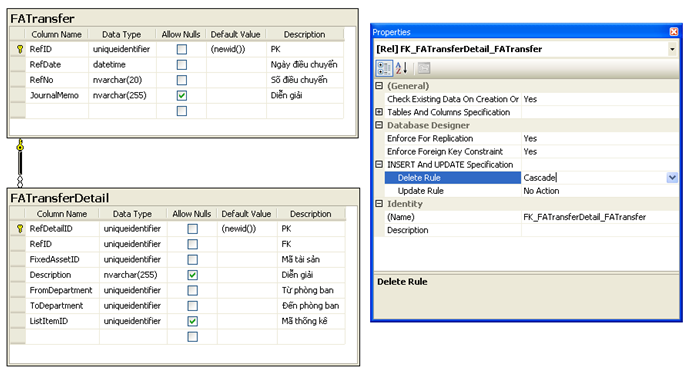 FATransfer
Column Name Data Type Allow Nulls Default Value Description
RefID uniqueidentifier (newid()) PK
RefDate datetime Ngày điều chuyển
RefNo nvarchar(20) Số điều chuyển
JournalMemo nvarchar(255) Diễn giải
FATransferDetail
Column Name Data Type Allow Nulls Default Value Description
RefDetailID uniqueidentifier (newid()) PK
RefID uniqueidentifier FK
FixedAssetID uniqueidentifier Mã tài sản
Description nvarchar(255) Diễn giải
FromDepartment uniqueidentifier Từ phòng ban
ToDepartment uniqueidentifier Đến phòng ban
ListItemID uniqueidentifier Mã thống kê
Properties
[Rel] FK_FATransferDetail_FATransfer
(General)
Check Existing Data On Creation Or Yes
Tables And Columns Specification
Database Designer
Enforce For Replication Yes
Enforce Foreign Key Constraint Yes
INSERT And UPDATE Specification
Delete Rule Cascade
Update Rule No Action
Identity
(Name) FK_FATransferDetail_FATransfer
Description
Delete Rule